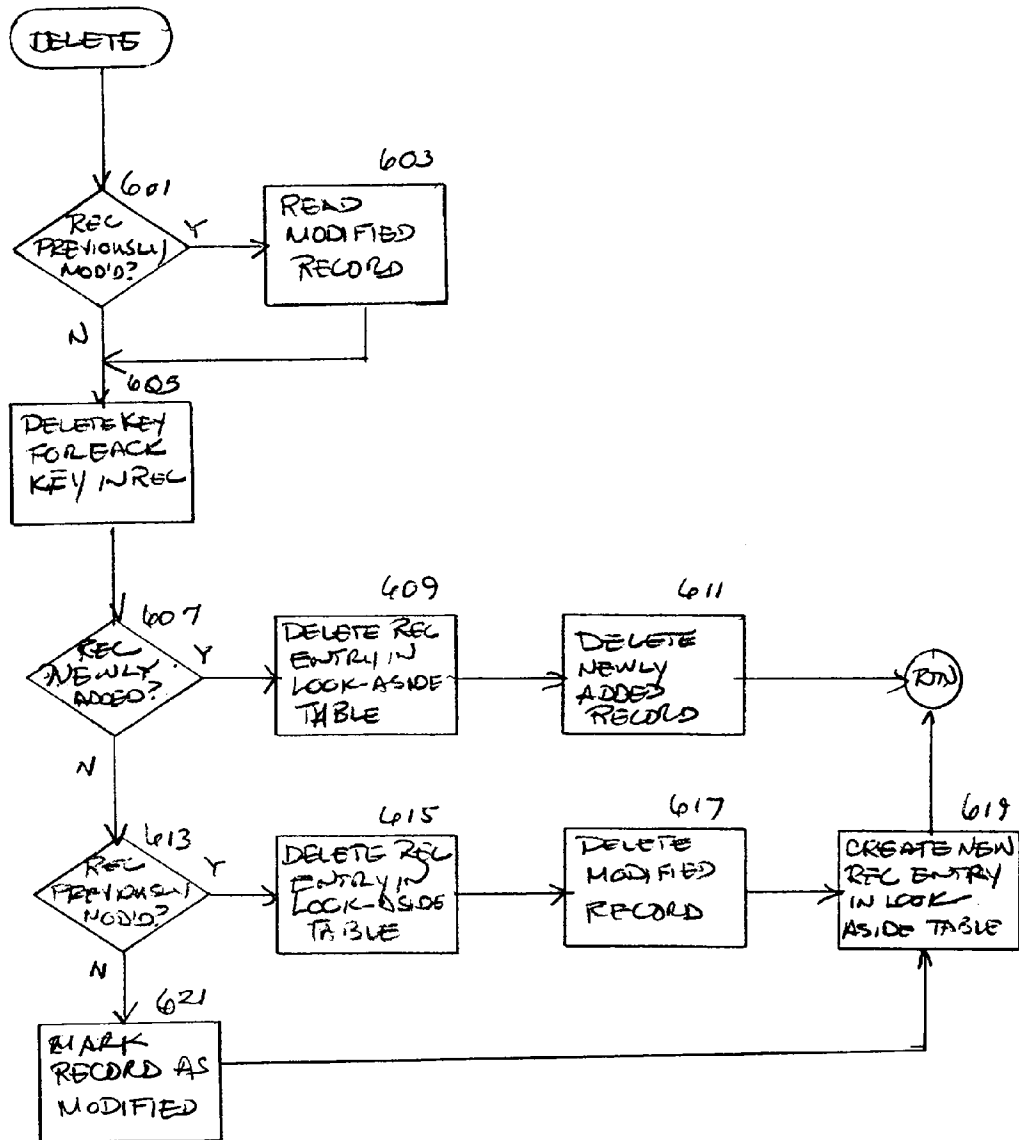 DELETE
603
601
REC
PREVIOUSLY
MOD'D?
Y
READ
MODIFIED
RECORD
N
605
DELETE KEY
FOR EACK
KEY IN REC
607
REC
NEWLY
ADDED?
Y
609
DELETE REC
ENTRY IN
LOOK-ASIDE
TABLE
611
DELETE
NEWLY
ADDED
RECORD
RTN
N
613
REC
PREVIOUSLY
MOD'D?
Y
615
DELETE REC
ENTRY IN
LOOK-ASIDE
TABLE
617
DELETE
MODIFIED
RECORD
619
CREATE NEW
REC ENTRY
IN LOOK
ASIDE TABLE
N
621
MARK
RECORD AS
MODIFIED